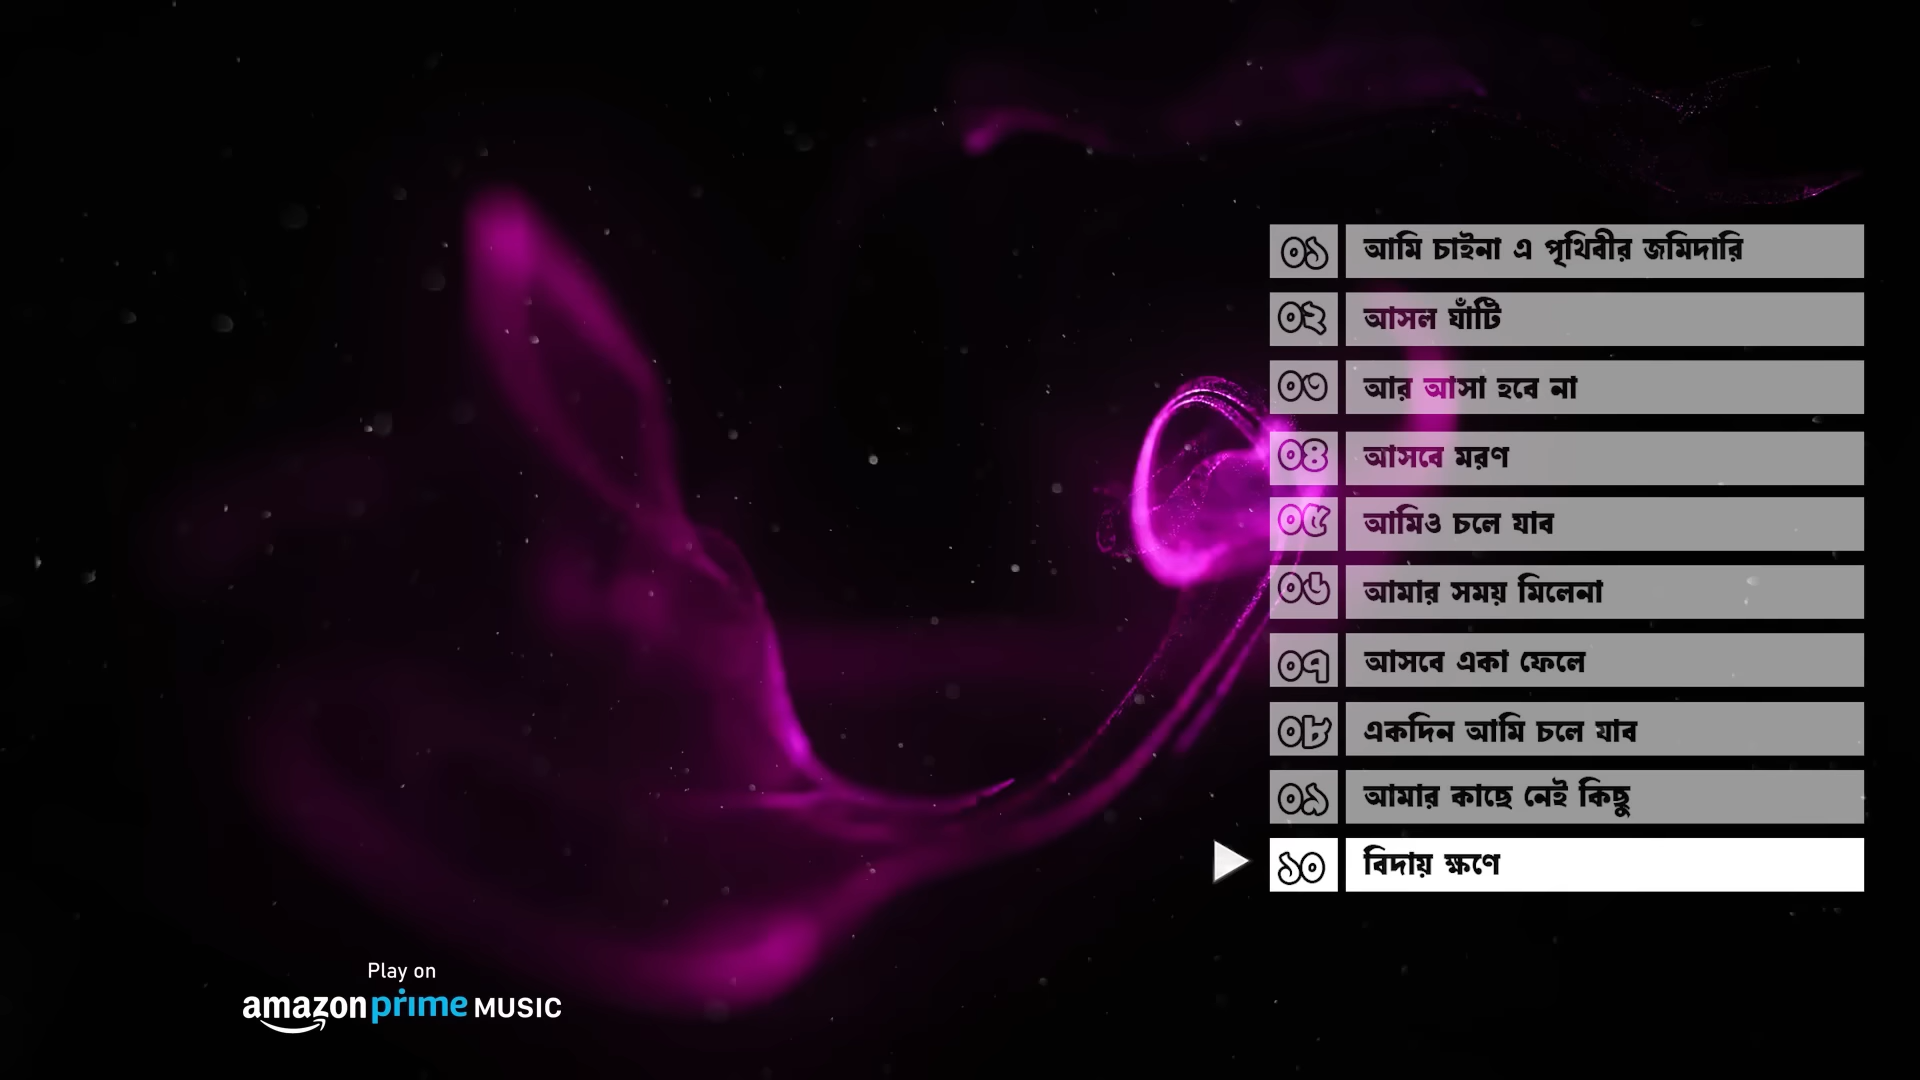 ০১ আমি চাইনা এ পৃথিবীর জমিদারি
০২ আসল ঘাঁটি
০৩ আর আসা হবে না
০৪ আসবে মরণ
০৫ আমিও চলে যাব
০৬ আমার সময় মিলেনা
০৭ আসবে একা ফেলে
০৮ একদিন আমি চলে যাব
০৯ আমার কাছে নেই কিছু
১০ বিদায় ক্ষণে
Play on
amazon prime MUSIC